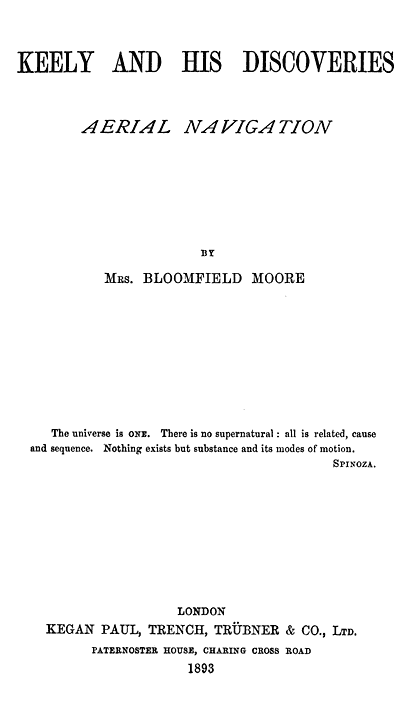 KEELY AND HIS DISCOVERIES
AERIAL NAVIGATION
BY
MRS. BLOOMFIELD MOORE
The universe is ONE. There is no supernatural : all is related, cause
and sequence. Nothing exists but substance and its modes of motion.
SPINOZA.
LONDON
KEGAN PAUL, TRENCH, TRÜBNER & CO., LTD.
PATERNOSTER HOUSE, CHARING CROSS ROAD
1893